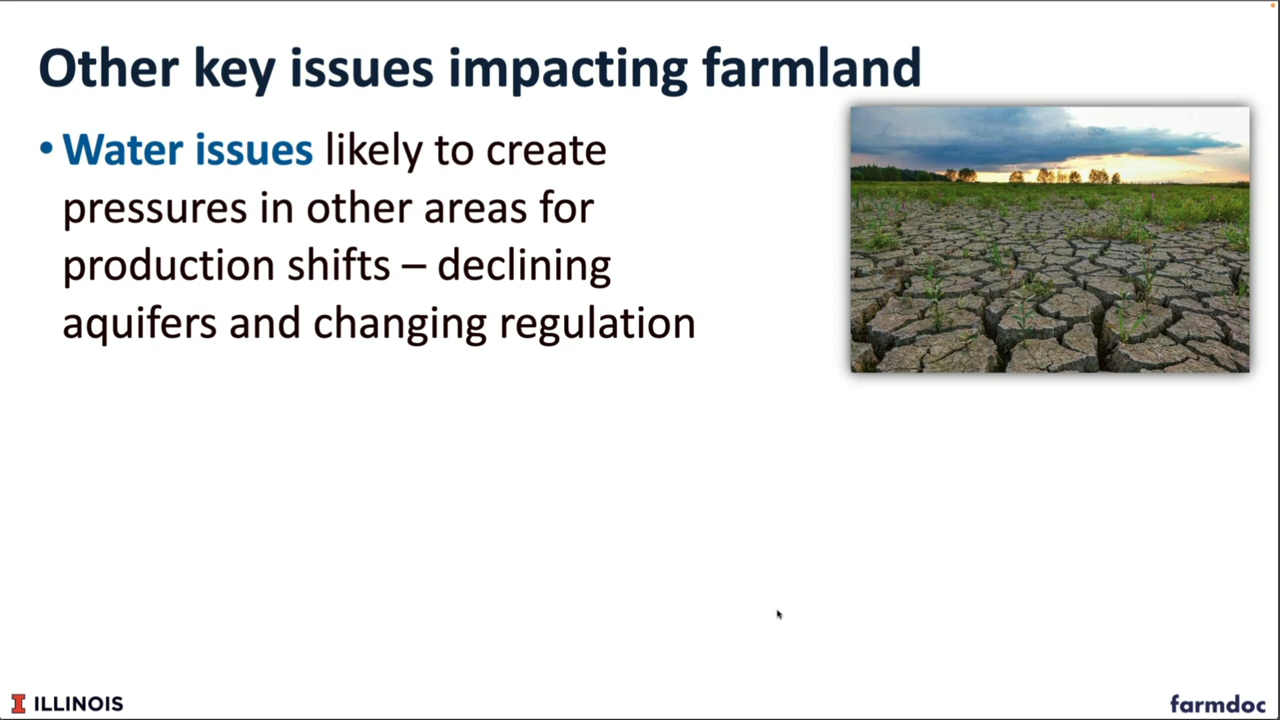 Other key issues impacting farmland
• Water issues likely to create
pressures in other areas for
production shifts – declining
aquifers and changing regulation
I ILLINOIS
farmdoc